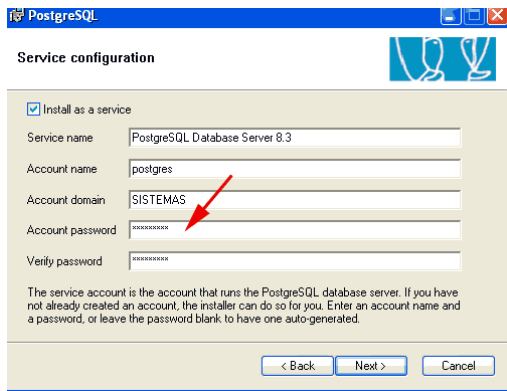 PostgreSQL
Service configuration
Install as a service
Service name PostgreSQL Database Server 8.3
Account name postgres
Account domain SISTEMAS
Account password *********
Verify password *********
The service account is the account that runs the PostgreSQL database server. If you have
not already created an account, the installer can do so for you. Enter an account name and
a password, or leave the password blank to have one auto-generated.
< Back Next > Cancel